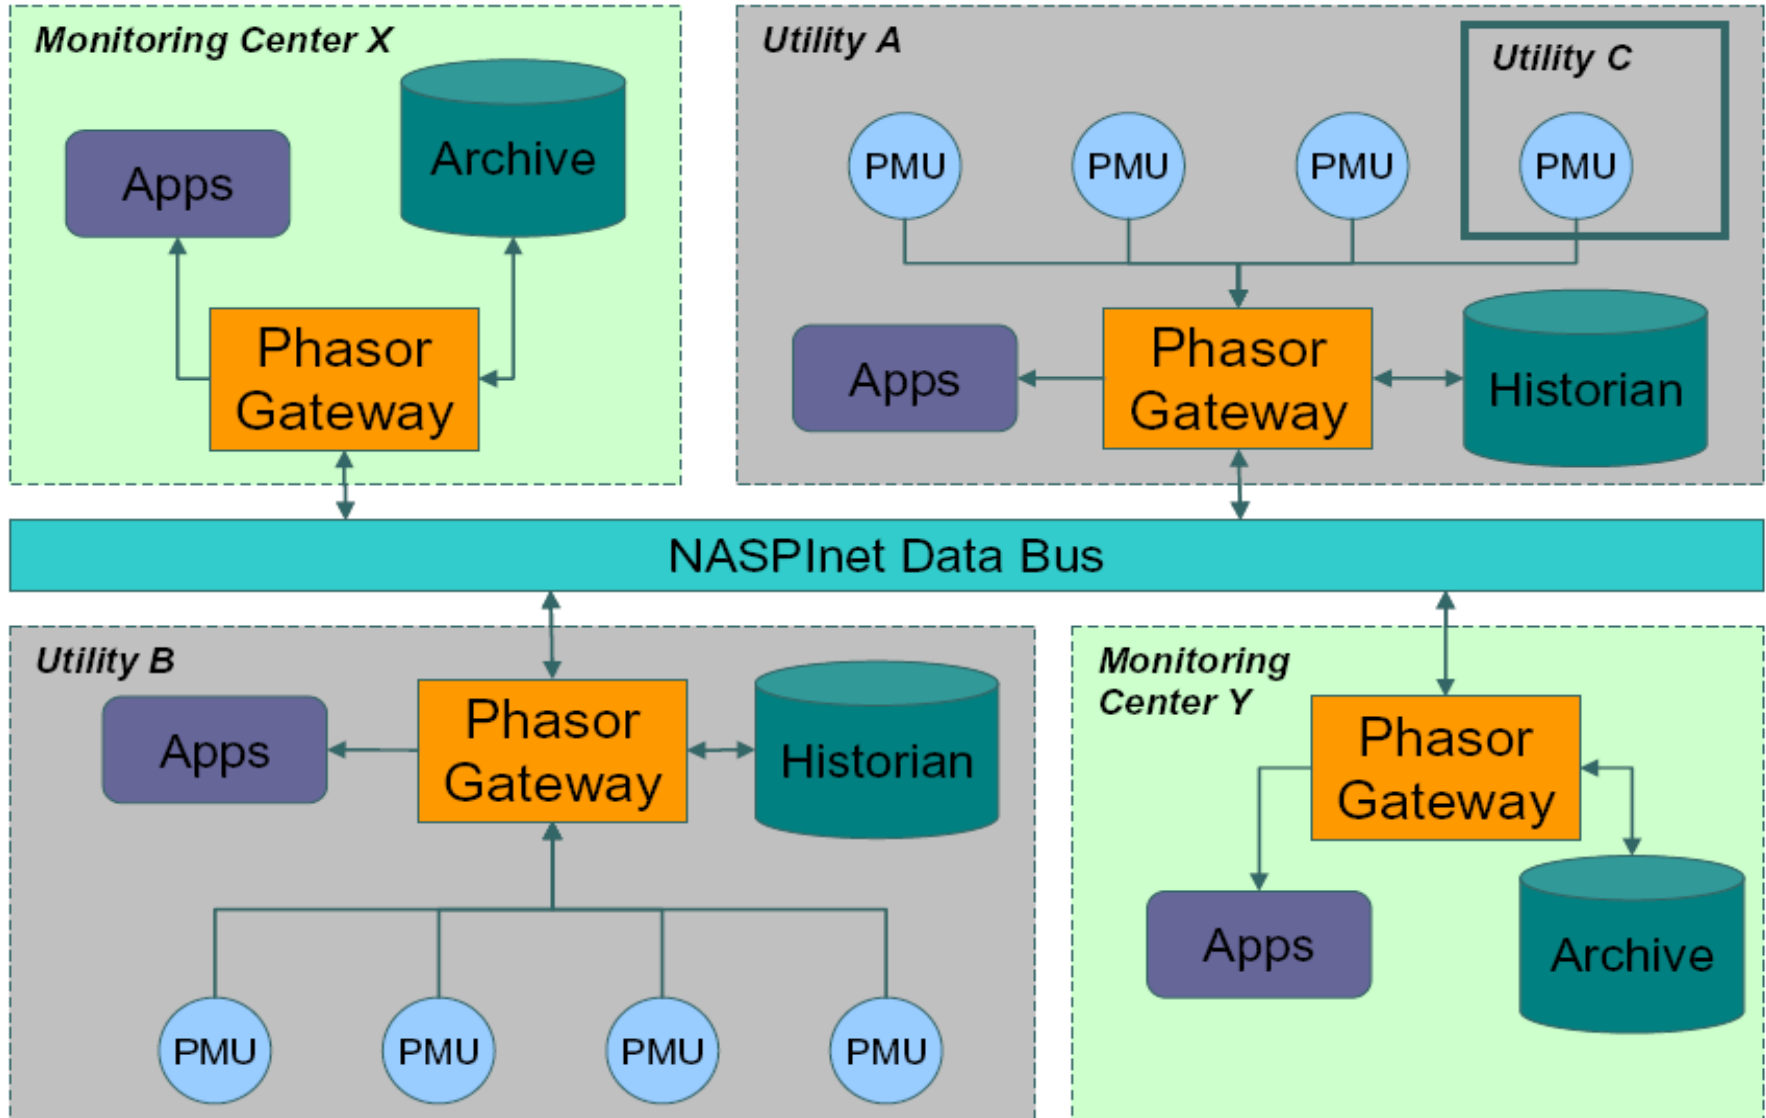 Monitoring Center X
Archive
Apps
Phasor
Gateway
Utility A
Utility C
PMU
PMU
PMU
PMU
Apps
Phasor
Gateway
Historian
NASPInet Data Bus
Utility B
Apps
Phasor
Gateway
Historian
PMU
PMU
PMU
PMU
Monitoring
Center Y
Phasor
Gateway
Apps
Archive